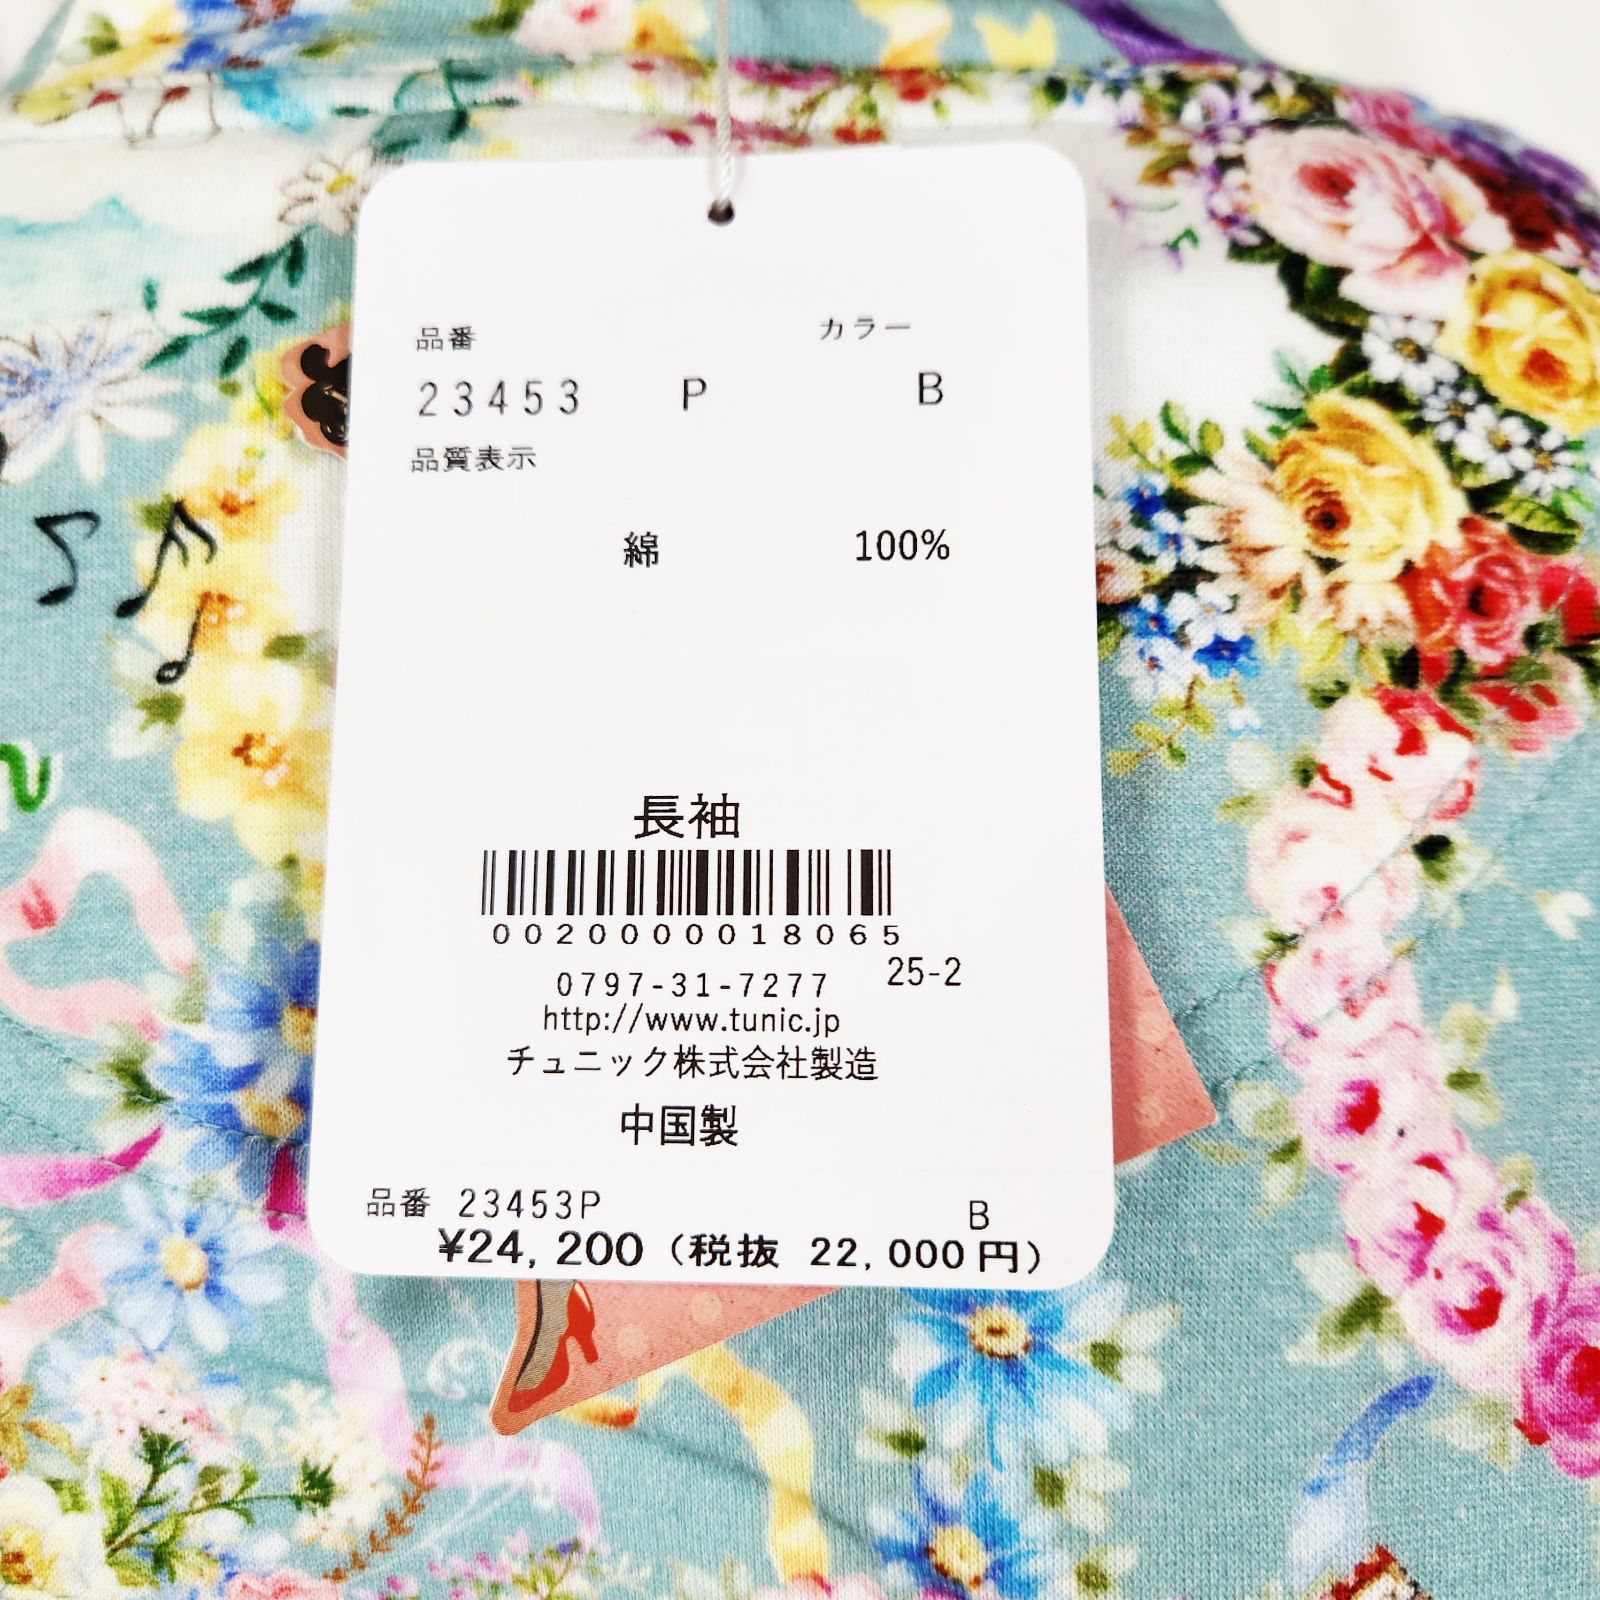 品番 カラー
23453 P B
品質表示
綿 100%
長袖
0020000018065
0797-31-7277 25-2
http://www.tunic.jp
チュニック株式会社製造
中国製
品番 23453P B
¥24,200(税抜 22,000円)